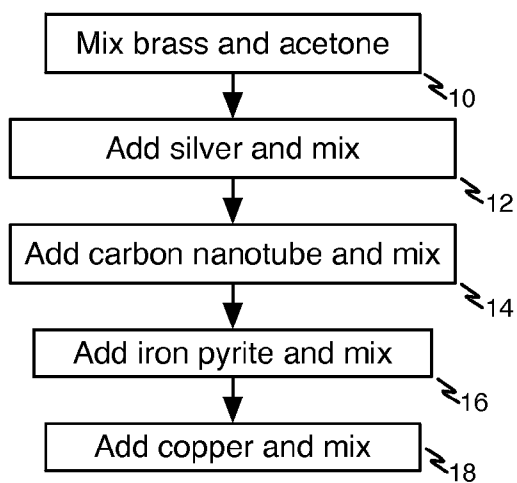 Mix brass and acetone
10
Add silver and mix
12
Add carbon nanotube and mix
14
Add iron pyrite and mix
16
Add copper and mix
18